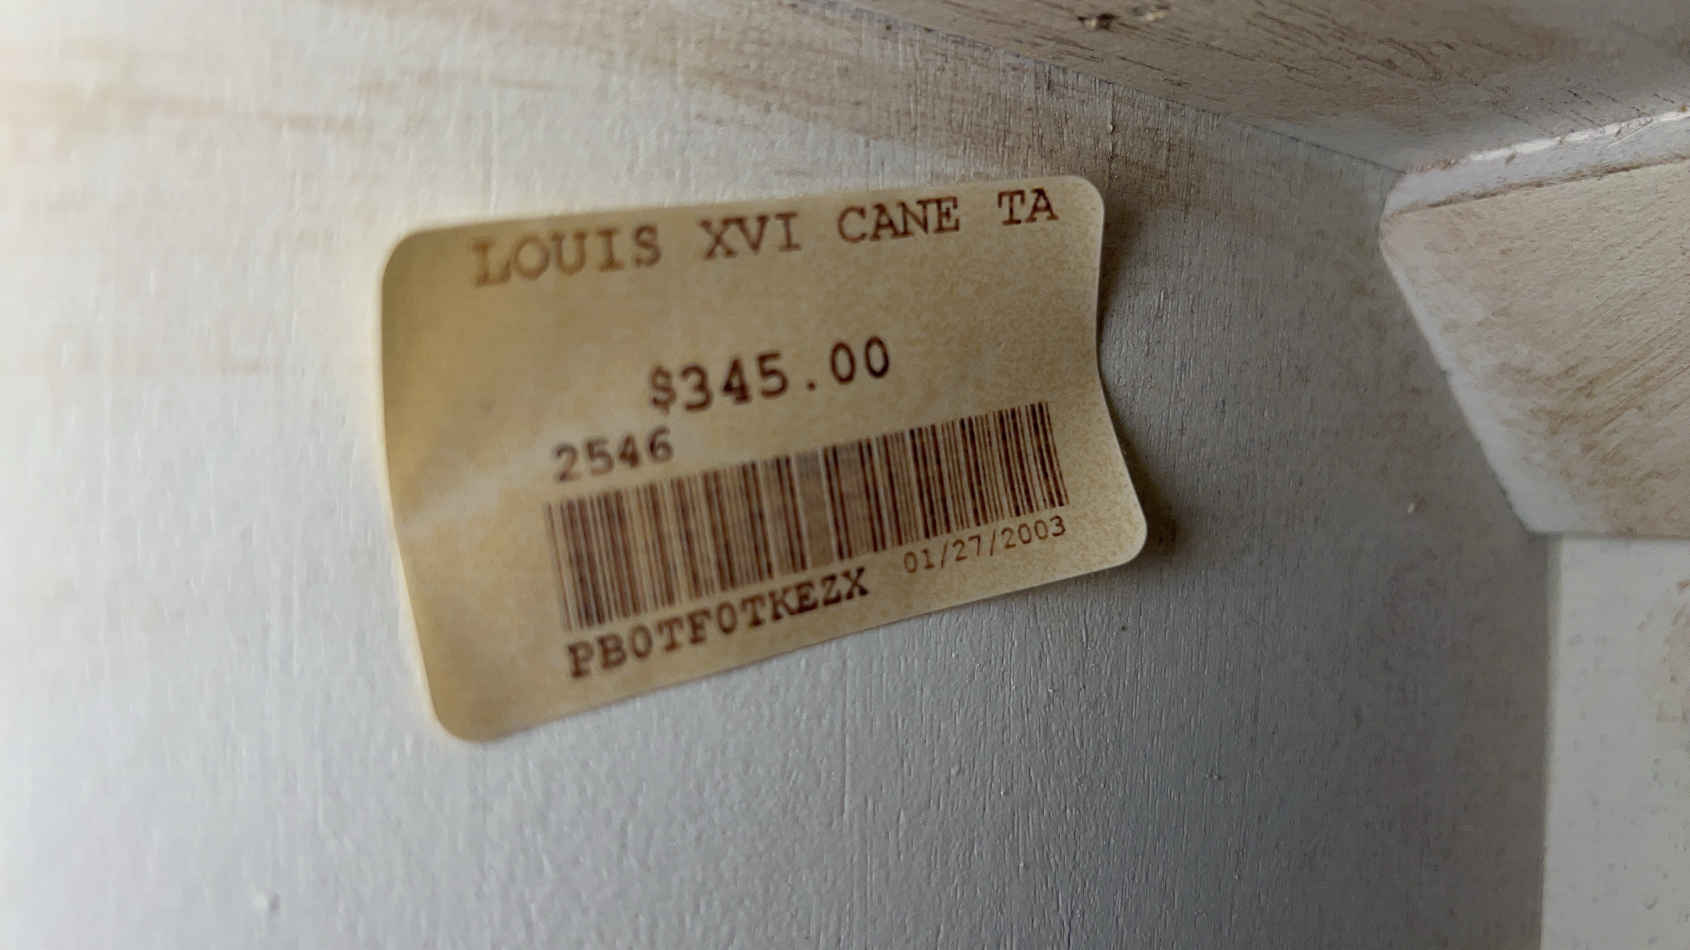 LOUIS XVI CANE TA
$345.00
2546
01/27/2003
PB0TF0TKEZX